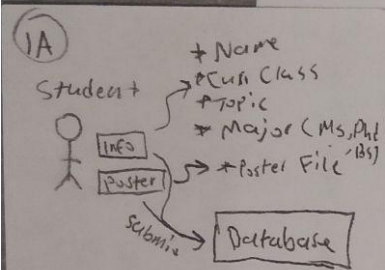 1A
Student
* Name
* Curr Class
* Topic
* Major (Ms, Phd, BS)
Info
Poster
* Poster File
submit
Database